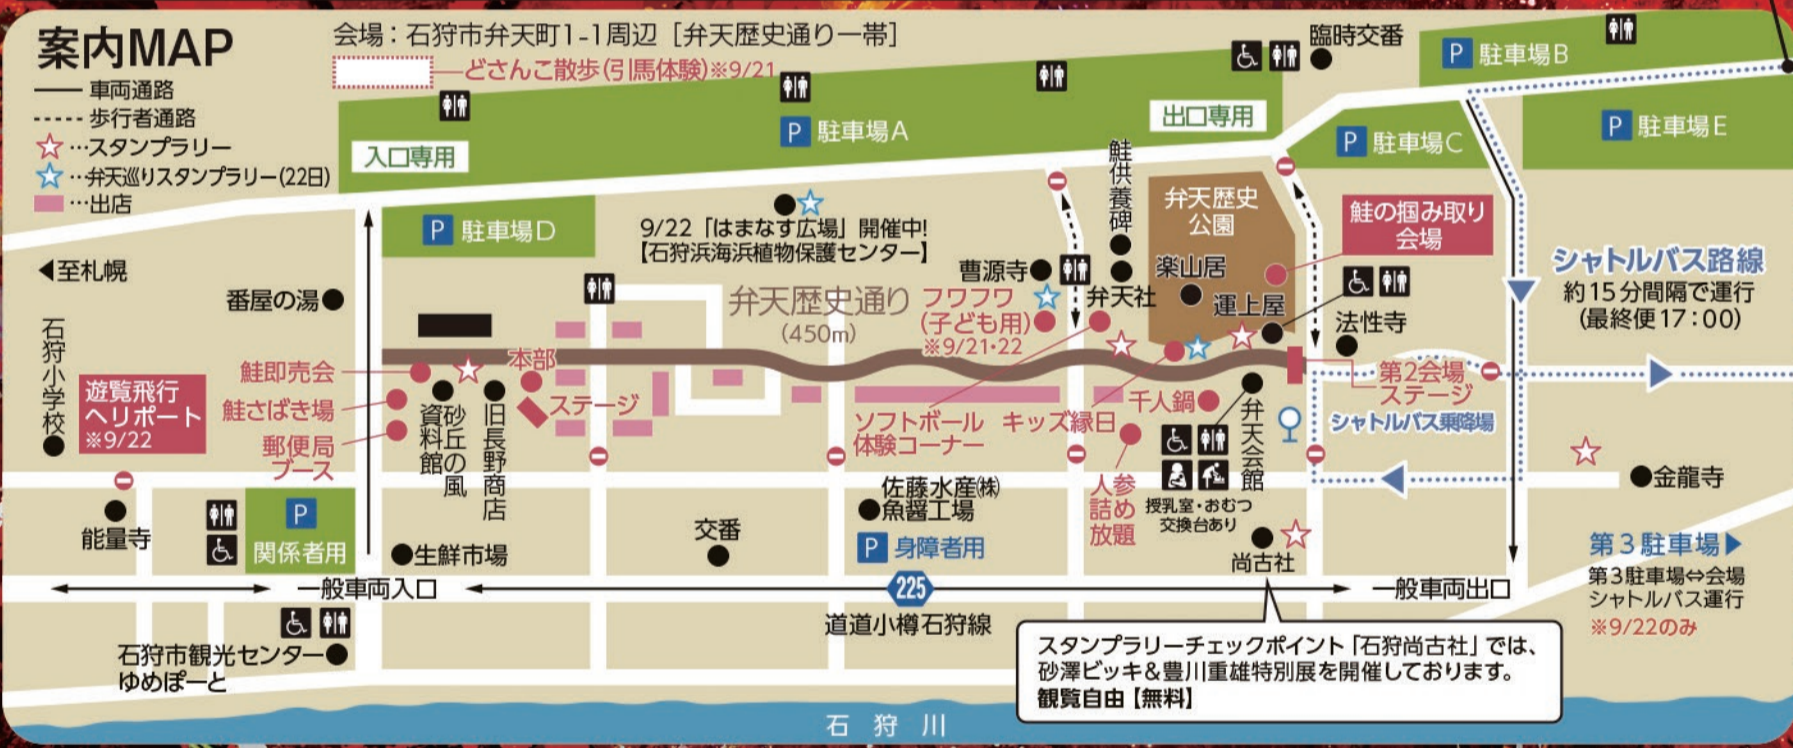 案内MAP
会場：石狩市弁天町1-1周辺［弁天歴史通り一帯］
どさんこ散歩（引馬体験）※9/21
車両通路
歩行者通路
…スタンプラリー
…弁天巡りスタンプラリー（22日）
…出店
入口専用
P 駐車場A
出口専用
臨時交番
P 駐車場B
P 駐車場C
P 駐車場E
P 駐車場D
◀至札幌
番屋の湯
9/22「はまなす広場」開催中!
【石狩浜海浜植物保護センター】
鮭供養碑
弁天歴史
公園
鮭の掴み取り
会場
曹源寺
弁天社
楽山居
運上屋
法性寺
シャトルバス路線
約15分間隔で運行
（最終便17：00）
弁天歴史通り
（450m）
フワフワ
（子ども用）
※9/21・22
石狩小学校
遊覧飛行
ヘリポート
※9/22
鮭即売会
鮭さばき場
郵便局
ブース
砂丘の風
資料館
旧長野商店
本部
ステージ
ソフトボール
体験コーナー
キッズ縁日
千人鍋
人参
詰め
放題
弁天会館
授乳室・おむつ
交換台あり
第2会場
ステージ
シャトルバス乗降場
金龍寺
能量寺
P
関係者用
生鮮市場
交番
佐藤水産㈱
魚醤工場
P 身障者用
尚古社
第3駐車場▶
第3駐車場⇔会場
シャトルバス運行
※9/22のみ
一般車両入口
225
一般車両出口
道道小樽石狩線
石狩市観光センター
ゆめぽーと
スタンプラリーチェックポイント「石狩尚古社」では、
砂澤ビッキ&豊川重雄特別展を開催しております。
観覧自由【無料】
石狩川